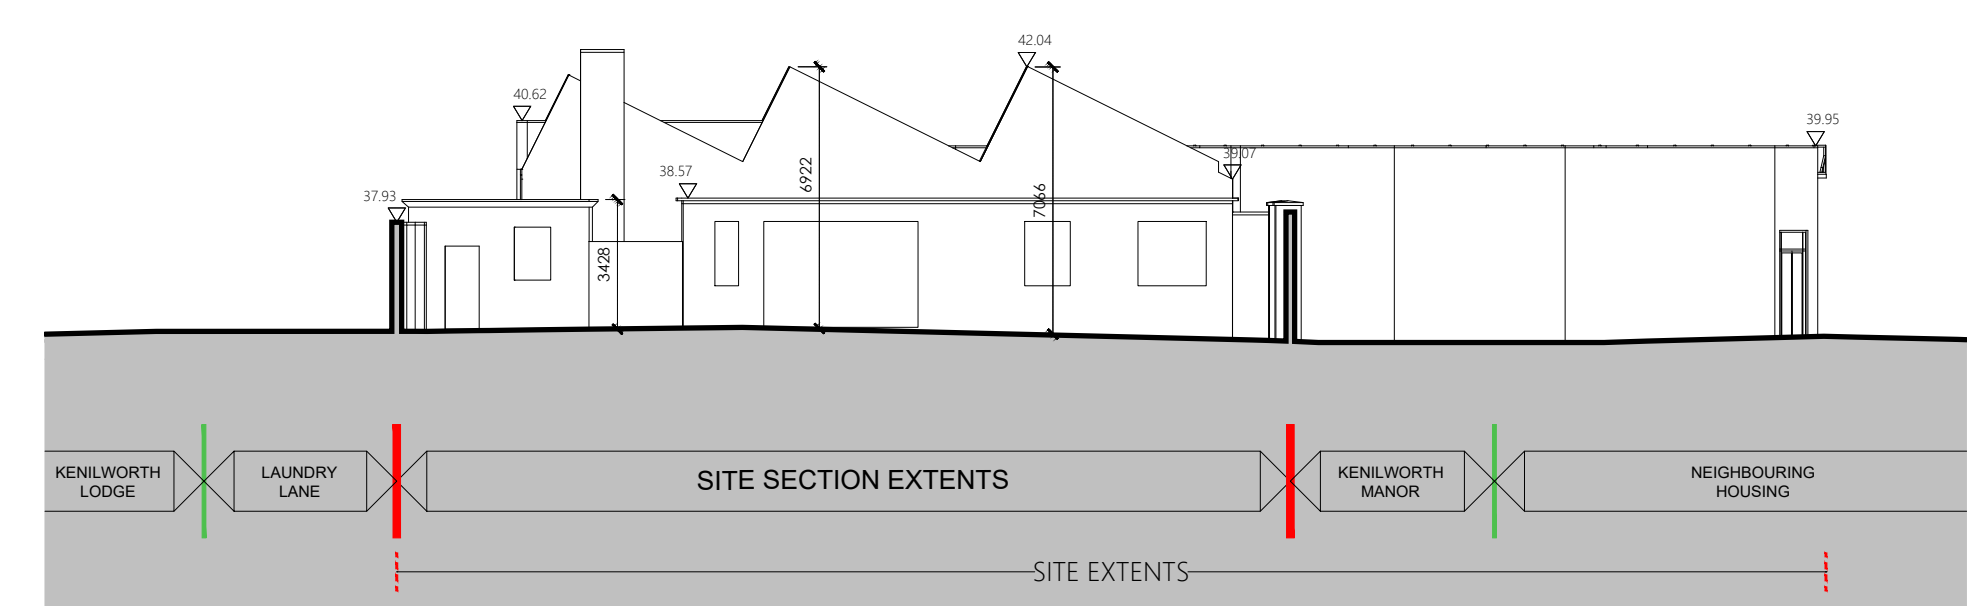 42.04
40.62
39.95
39.07
38.57
37.93
6922
7066
3428
KENILWORTH
LODGE
LAUNDRY
LANE
SITE SECTION EXTENTS
KENILWORTH
MANOR
NEIGHBOURING
HOUSING
SITE EXTENTS